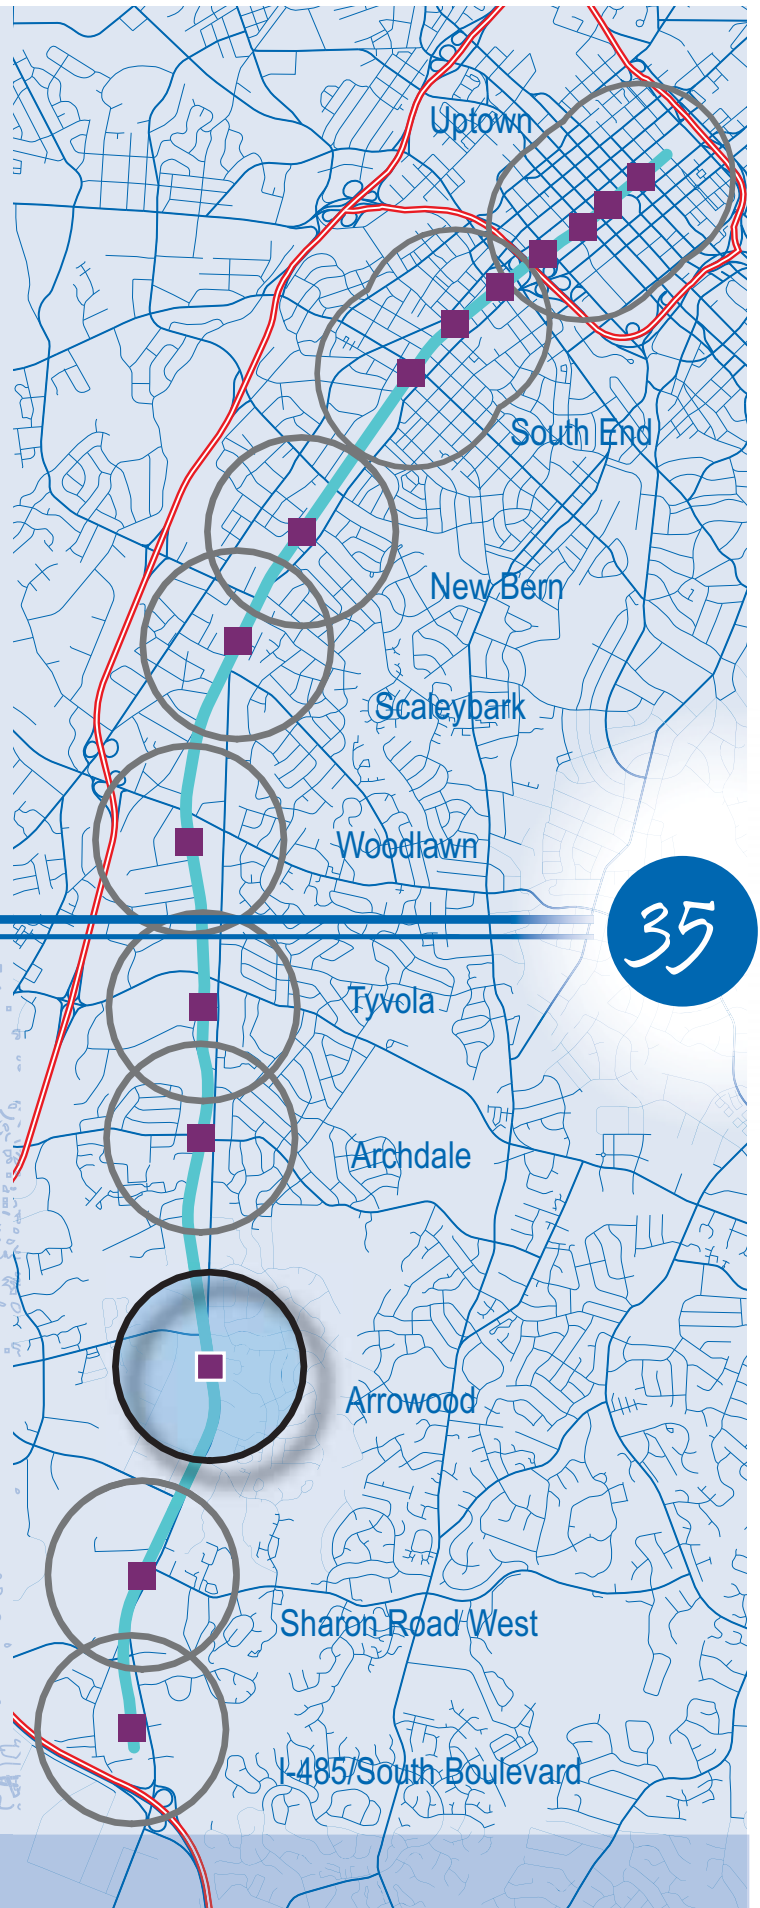 Uptown
South End
New Bern
Scaleybark
Woodlawn
35
Tyvola
Archdale
Arrowood
Sharon Road West
I-485/South Boulevard